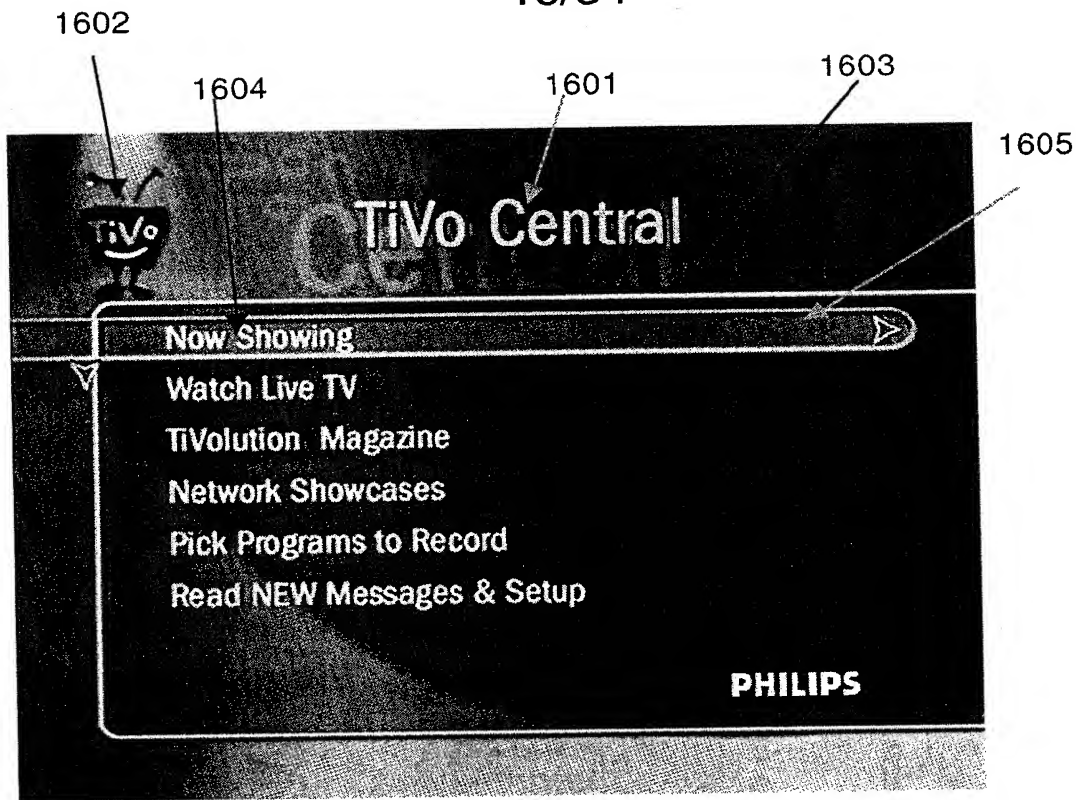 1602
1604
1601
1603
1605
TiVo
TiVo Central
Now Showing
Watch Live TV
TiVolution Magazine
Network Showcases
Pick Programs to Record
Read NEW Messages & Setup
PHILIPS